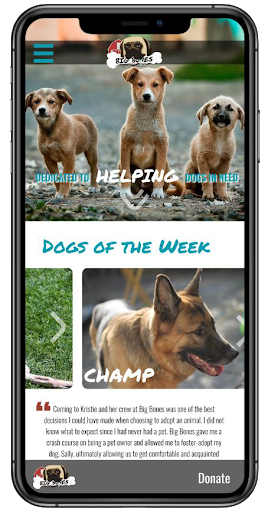 BIG BONES
DEDICATED TO HELPING DOGS IN NEED
Dogs of the Week
CHAMP
Coming to Kristie and her crew at Big Bones was one of the best
decisions I could have made when choosing to adopt an animal. I did not
know what to expect since I had never had a pet. Big Bones gave me a
crash course on being a pet owner and allowed me to foster-adopt my
dog, Sally, ultimately allowing us to get comfortable and acquainted
BIG BONES
Donate